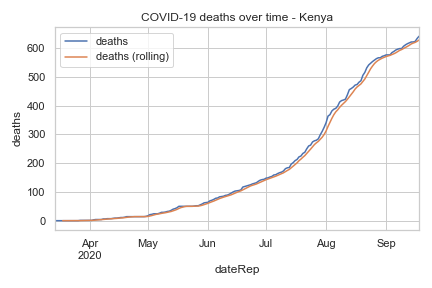 COVID-19 deaths over time - Kenya
deaths
deaths (rolling)
600
500
400
300
200
100
0
deaths
Apr
2020
May
Jun
Jul
Aug
Sep
dateRep